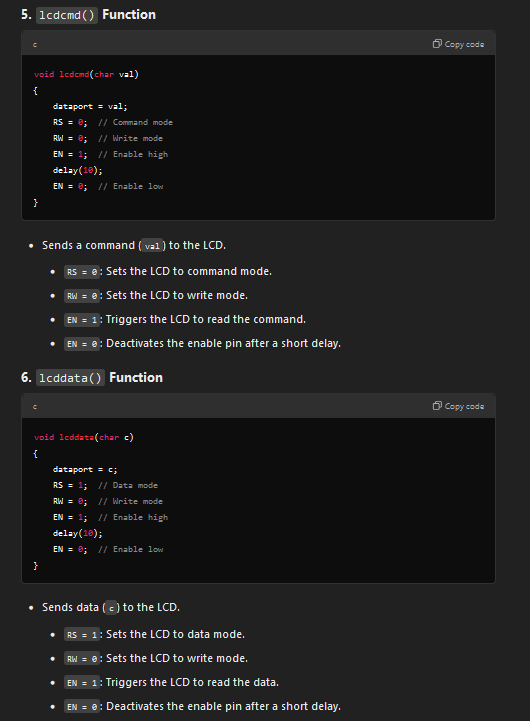 5. lcdcmd() Function
c
Copy code
void lcdcmd(char val)
{
dataport = val;
RS = 0; // Command mode
RW = 0; // Write mode
EN = 1; // Enable high
delay(10);
EN = 0; // Enable low
}
• Sends a command (val) to the LCD.
• RS = 0: Sets the LCD to command mode.
• RW = 0: Sets the LCD to write mode.
• EN = 1: Triggers the LCD to read the command.
• EN = 0: Deactivates the enable pin after a short delay.
6. lcddata() Function
c
Copy code
void lcddata(char c)
{
dataport = c;
RS = 1; // Data mode
RW = 0; // Write mode
EN = 1; // Enable high
delay(10);
EN = 0; // Enable low
}
• Sends data (c) to the LCD.
• RS = 1: Sets the LCD to data mode.
• RW = 0: Sets the LCD to write mode.
• EN = 1: Triggers the LCD to read the data.
• EN = 0: Deactivates the enable pin after a short delay.